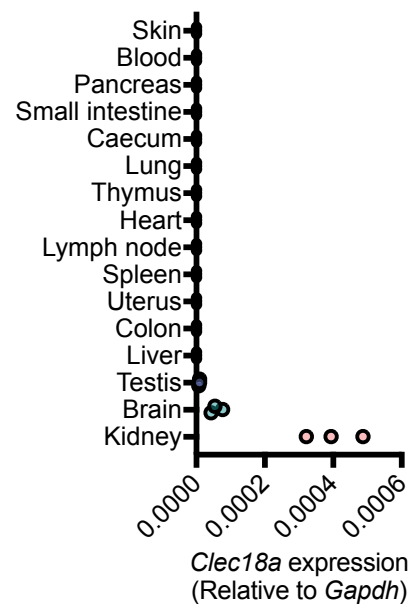 Skin
Blood
Pancreas
Small intestine
Caecum
Lung
Thymus
Heart
Lymph node
Spleen
Uterus
Colon
Liver
Testis
Brain
Kidney
0.0000
0.0002
0.0004
0.0006
Clec18a expression
(Relative to Gapdh)